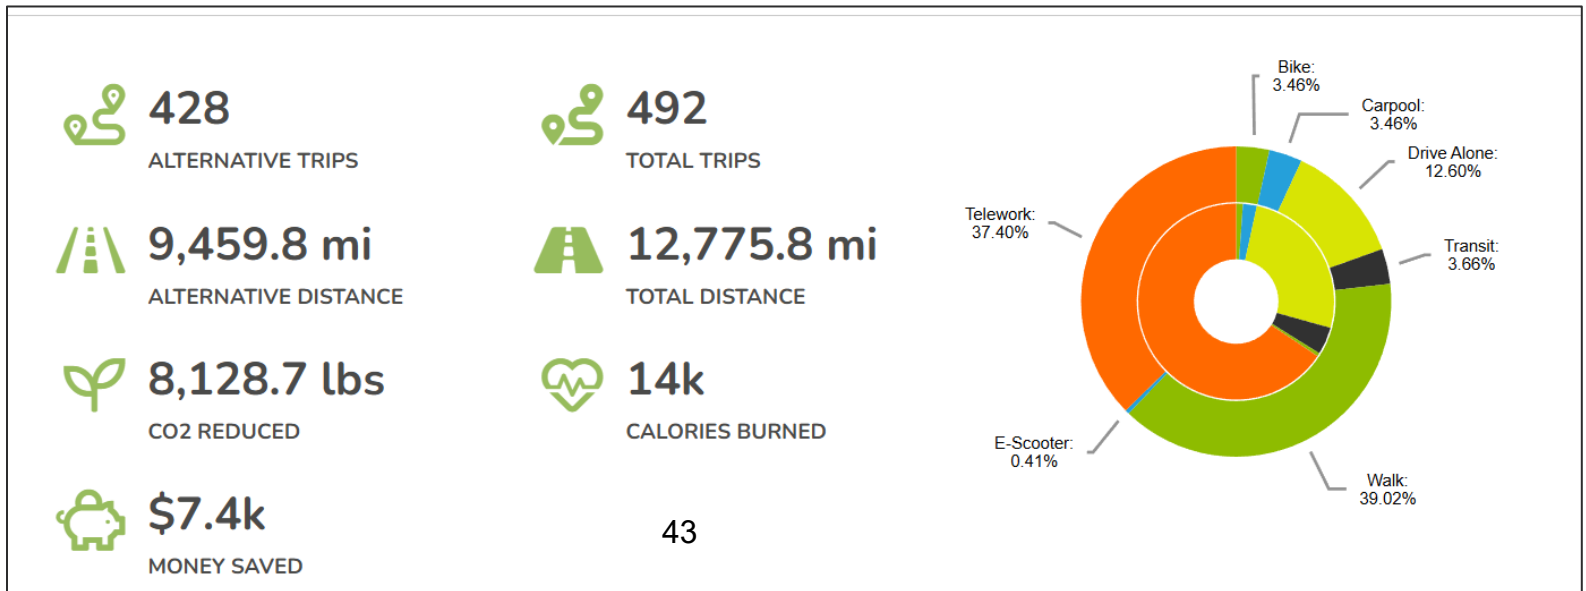 428
ALTERNATIVE TRIPS
492
TOTAL TRIPS
9,459.8 mi
ALTERNATIVE DISTANCE
12,775.8 mi
TOTAL DISTANCE
8,128.7 lbs
CO2 REDUCED
14k
CALORIES BURNED
$7.4k
MONEY SAVED
43
Bike:
3.46%
Carpool:
3.46%
Drive Alone:
12.60%
Transit:
3.66%
Walk:
39.02%
E-Scooter:
0.41%
Telework:
37.40%